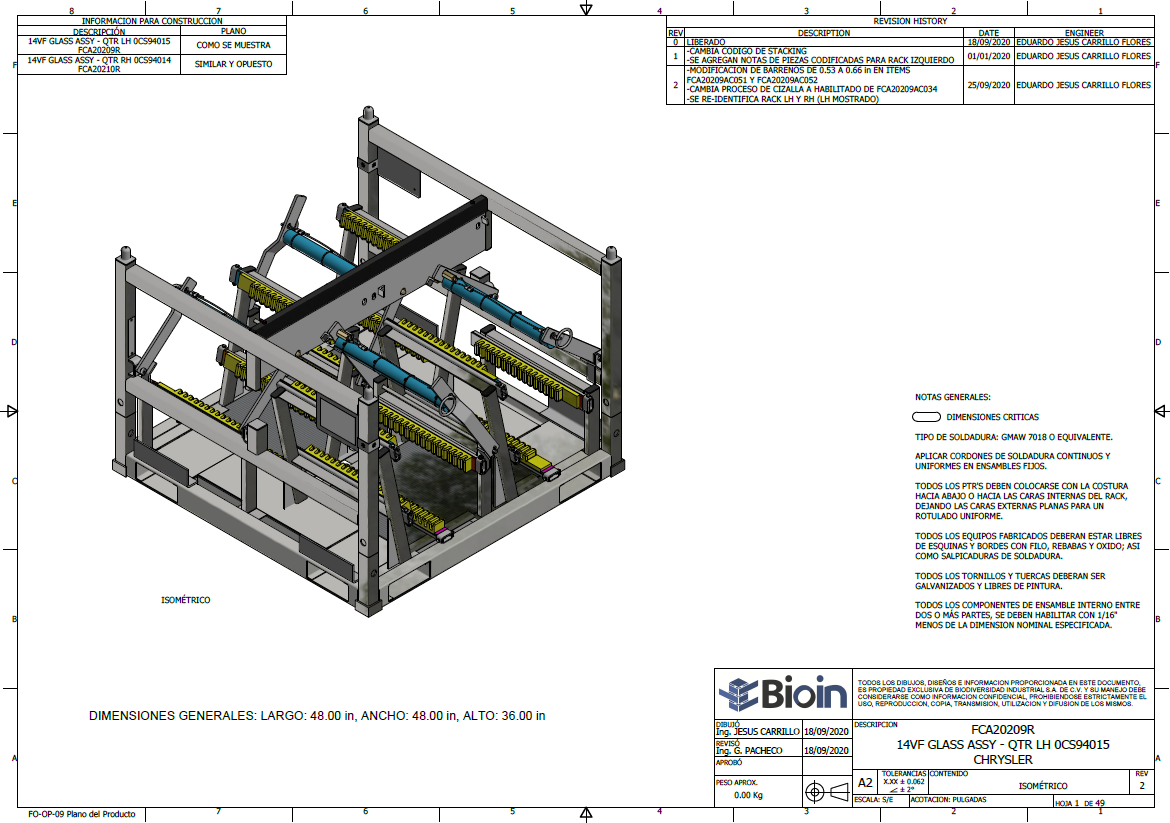 8 7 6 5 4 3 2 1
INFORMACION PARA CONSTRUCCION
DESCRIPCIÓN PLANO
14VF GLASS ASSY - QTR LH 0CS94015
FCA20209R
COMO SE MUESTRA
14VF GLASS ASSY - QTR RH 0CS94014
FCA20210R
SIMILAR Y OPUESTO
REVISION HISTORY
REV DESCRIPTION DATE ENGINEER
0 LIBERADO 18/09/2020 EDUARDO JESUS CARRILLO FLORES
1 -CAMBIA CODIGO DE STACKING
-SE AGREGAN NOTAS DE PIEZAS CODIFICADAS PARA RACK IZQUIERDO
01/01/2020 EDUARDO JESUS CARRILLO FLORES
2 -MODIFICACION DE BARRENOS DE 0.53 A 0.66 in EN ITEMS
FCA20209AC051 Y FCA20209AC052
-CAMBIA PROCESO DE CIZALLA A HABILITADO DE FCA20209AC034
-SE RE-IDENTIFICA RACK LH Y RH (LH MOSTRADO)
25/09/2020 EDUARDO JESUS CARRILLO FLORES
F F
E E
D D
C C
B B
A A
NOTAS GENERALES:
DIMENSIONES CRITICAS
TIPO DE SOLDADURA: GMAW 7018 O EQUIVALENTE.
APLICAR CORDONES DE SOLDADURA CONTINUOS Y
UNIFORMES EN ENSAMBLES FIJOS.
TODOS LOS PTR'S DEBEN COLOCARSE CON LA COSTURA
HACIA ABAJO O HACIA LAS CARAS INTERNAS DEL RACK,
DEJANDO LAS CARAS EXTERNAS PLANAS PARA UN
ROTULADO UNIFORME.
TODOS LOS EQUIPOS FABRICADOS DEBERAN ESTAR LIBRES
DE ESQUINAS Y BORDES CON FILO, REBABAS Y OXIDO; ASI
COMO SALPICADURAS DE SOLDADURA.
TODOS LOS TORNILLOS Y TUERCAS DEBERAN SER
GALVANIZADOS Y LIBRES DE PINTURA.
TODOS LOS COMPONENTES DE ENSAMBLE INTERNO ENTRE
DOS O MÁS PARTES, SE DEBEN HABILITAR CON 1/16"
MENOS DE LA DIMENSION NOMINAL ESPECIFICADA.
ISOMÉTRICO
DIMENSIONES GENERALES: LARGO: 48.00 in, ANCHO: 48.00 in, ALTO: 36.00 in
Bioin
TODOS LOS DIBUJOS, DISEÑOS E INFORMACION PROPORCIONADA EN ESTE DOCUMENTO,
ES PROPIEDAD EXCLUSIVA DE BIODIVERSIDAD INDUSTRIAL S.A. DE C.V. Y SU MANEJO DEBE
CONSIDERARSE COMO INFORMACION CONFIDENCIAL, PROHIBIENDOSE ESTRICTAMENTE EL
USO, REPRODUCCION, COPIA, TRANSMISION, UTILIZACION Y DIFUSION DE LOS MISMOS.
DIBUJÓ
Ing. JESUS CARRILLO 18/09/2020
REVISÓ
Ing. G. PACHECO 18/09/2020
APROBÓ
PESO APROX.
0.00 Kg
DESCRIPCION
FCA20209R
14VF GLASS ASSY - QTR LH 0CS94015
CHRYSLER
A2
TOLERANCIAS
X.XX ± 0.062
∠ ± 2°
CONTENIDO
ISOMÉTRICO
REV
2
ESCALA: S/E
ACOTACION: PULGADAS
HOJA 1 DE 49
FO-OP-09 Plano del Producto
7 6 5 4 3 2 1